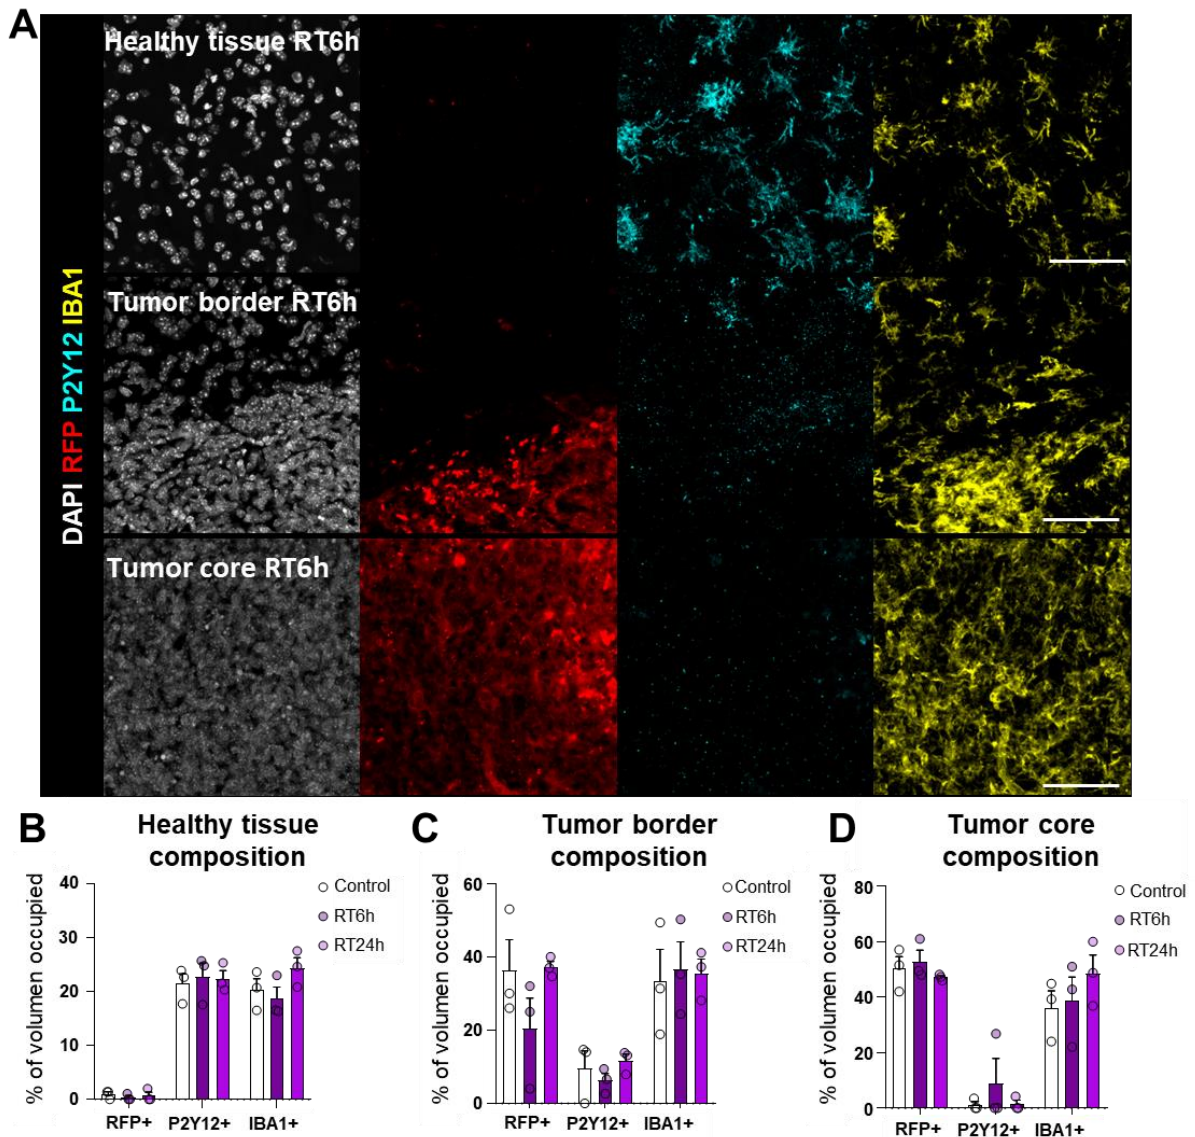 A
Healthy tissue RT6h
Tumor border RT6h
Tumor core RT6h
DAPI RFP P2Y12 IBA1
B
Healthy tissue
composition
% of volumen occupied
40
30
20
10
0
RFP+ P2Y12+ IBA1+
Control
RT6h
RT24h
C
Tumor border
composition
% of volumen occupied
60
40
20
0
RFP+ P2Y12+ IBA1+
Control
RT6h
RT24h
D
Tumor core
composition
% of volumen occupied
80
60
40
20
0
RFP+ P2Y12+ IBA1+
Control
RT6h
RT24h